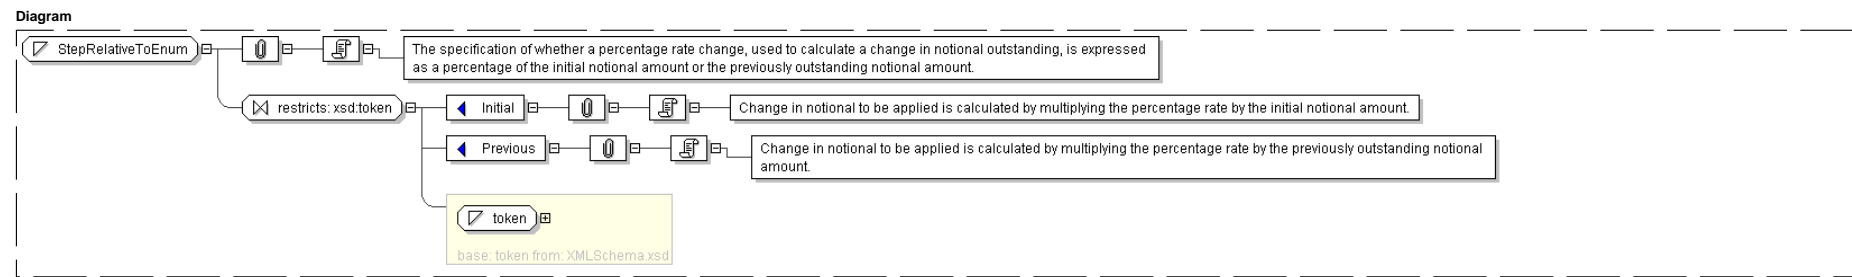 Diagram
StepRelativeToEnum
The specification of whether a percentage rate change, used to calculate a change in notional outstanding, is expressed
as a percentage of the initial notional amount or the previously outstanding notional amount.
restricts: xsd:token
Initial
Change in notional to be applied is calculated by multiplying the percentage rate by the initial notional amount.
Previous
Change in notional to be applied is calculated by multiplying the percentage rate by the previously outstanding notional
amount.
token
base: token from: XMLSchema.xsd